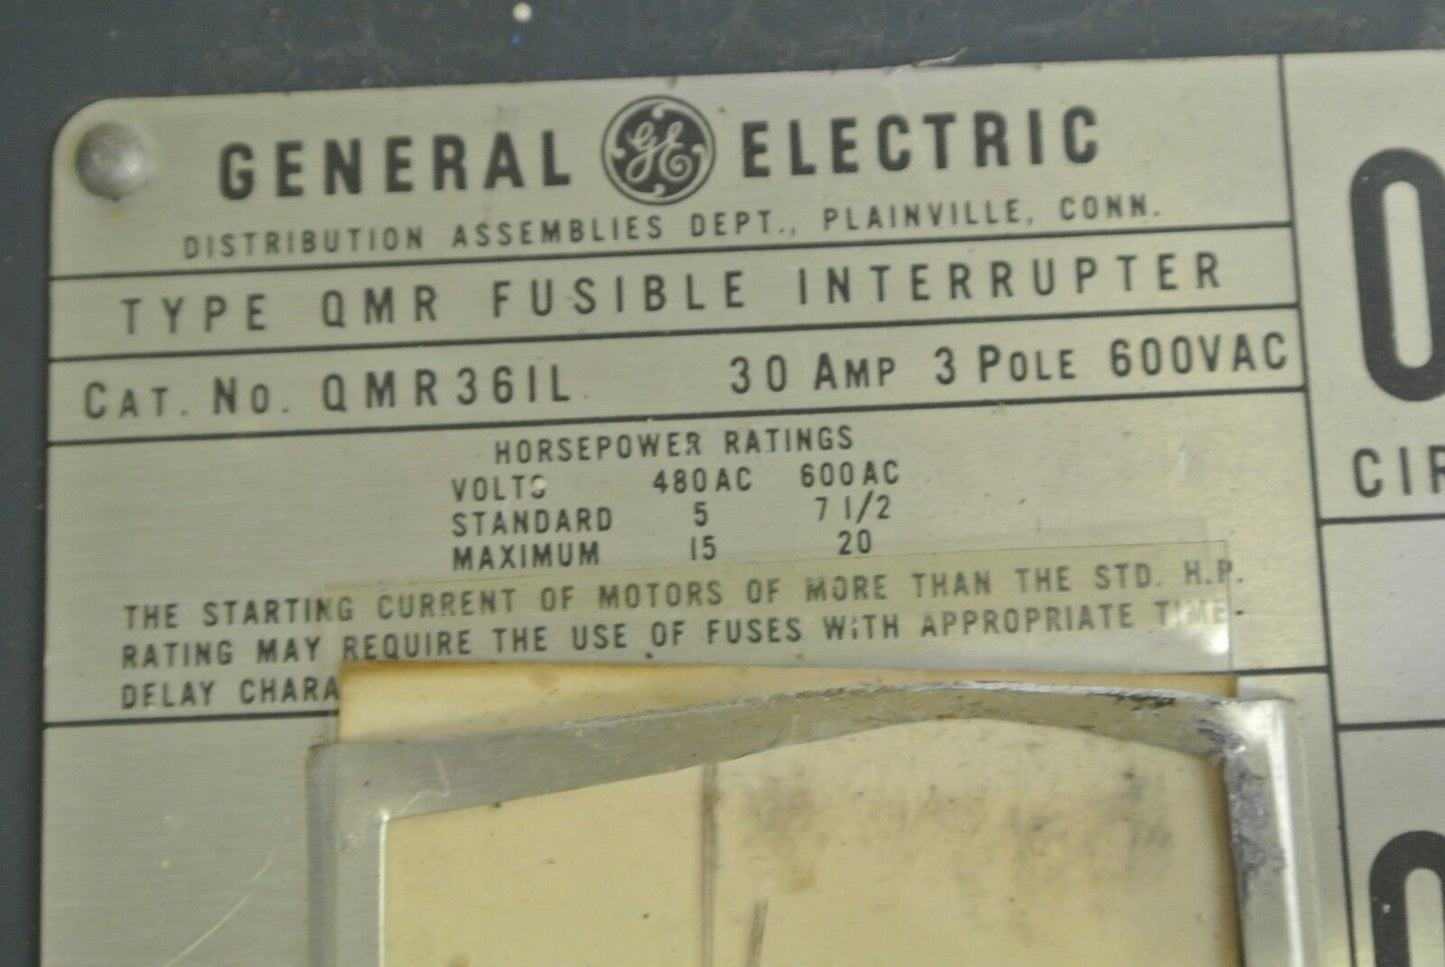 GENERAL GE ELECTRIC
DISTRIBUTION ASSEMBLIES DEPT., PLAINVILLE, CONN.
TYPE QMR FUSIBLE INTERRUPTER
CAT. NO. QMR361L 30 AMP 3 POLE 600VAC
HORSEPOWER RATINGS
VOLTS 480AC 600AC
STANDARD 5 7 1/2
MAXIMUM 15 20
THE STARTING CURRENT OF MOTORS OF MORE THAN THE STD. H.P.
RATING MAY REQUIRE THE USE OF FUSES WITH APPROPRIATE TIME-
DELAY CHARA
CIR